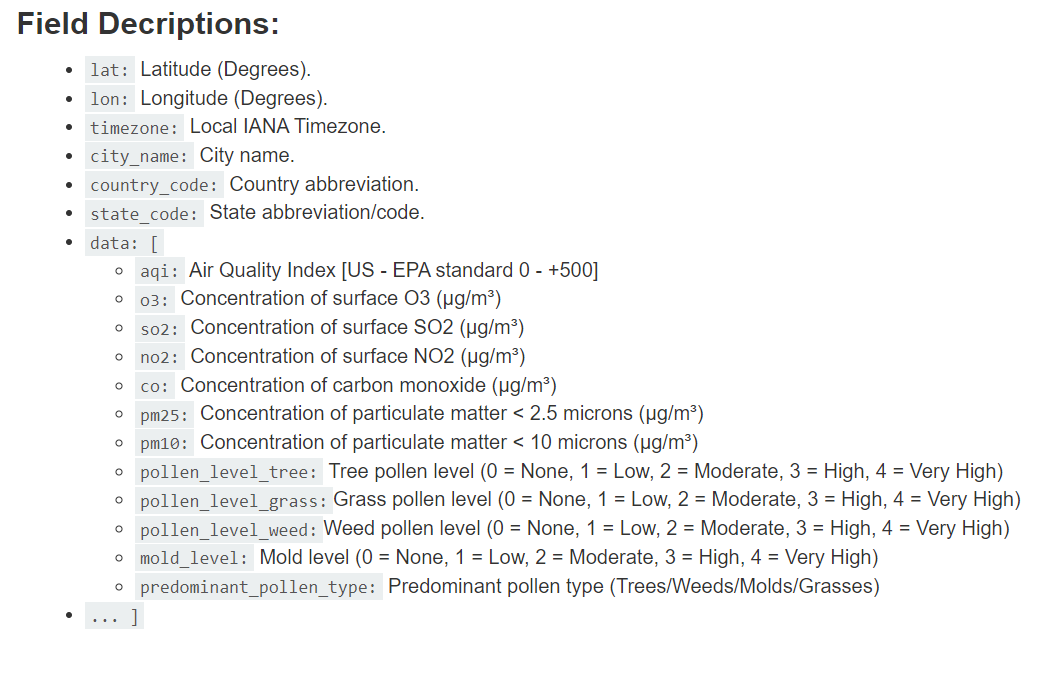 Field Decriptions:
lat: Latitude (Degrees).
lon: Longitude (Degrees).
timezone: Local IANA Timezone.
city_name: City name.
country_code: Country abbreviation.
state_code: State abbreviation/code.
data: [
aqi: Air Quality Index [US - EPA standard 0 - +500]
o3: Concentration of surface O3 (µg/m³)
so2: Concentration of surface SO2 (µg/m³)
no2: Concentration of surface NO2 (µg/m³)
co: Concentration of carbon monoxide (µg/m³)
pm25: Concentration of particulate matter < 2.5 microns (µg/m³)
pm10: Concentration of particulate matter < 10 microns (µg/m³)
pollen_level_tree: Tree pollen level (0 = None, 1 = Low, 2 = Moderate, 3 = High, 4 = Very High)
pollen_level_grass: Grass pollen level (0 = None, 1 = Low, 2 = Moderate, 3 = High, 4 = Very High)
pollen_level_weed: Weed pollen level (0 = None, 1 = Low, 2 = Moderate, 3 = High, 4 = Very High)
mold_level: Mold level (0 = None, 1 = Low, 2 = Moderate, 3 = High, 4 = Very High)
predominant_pollen_type: Predominant pollen type (Trees/Weeds/Molds/Grasses)
... ]